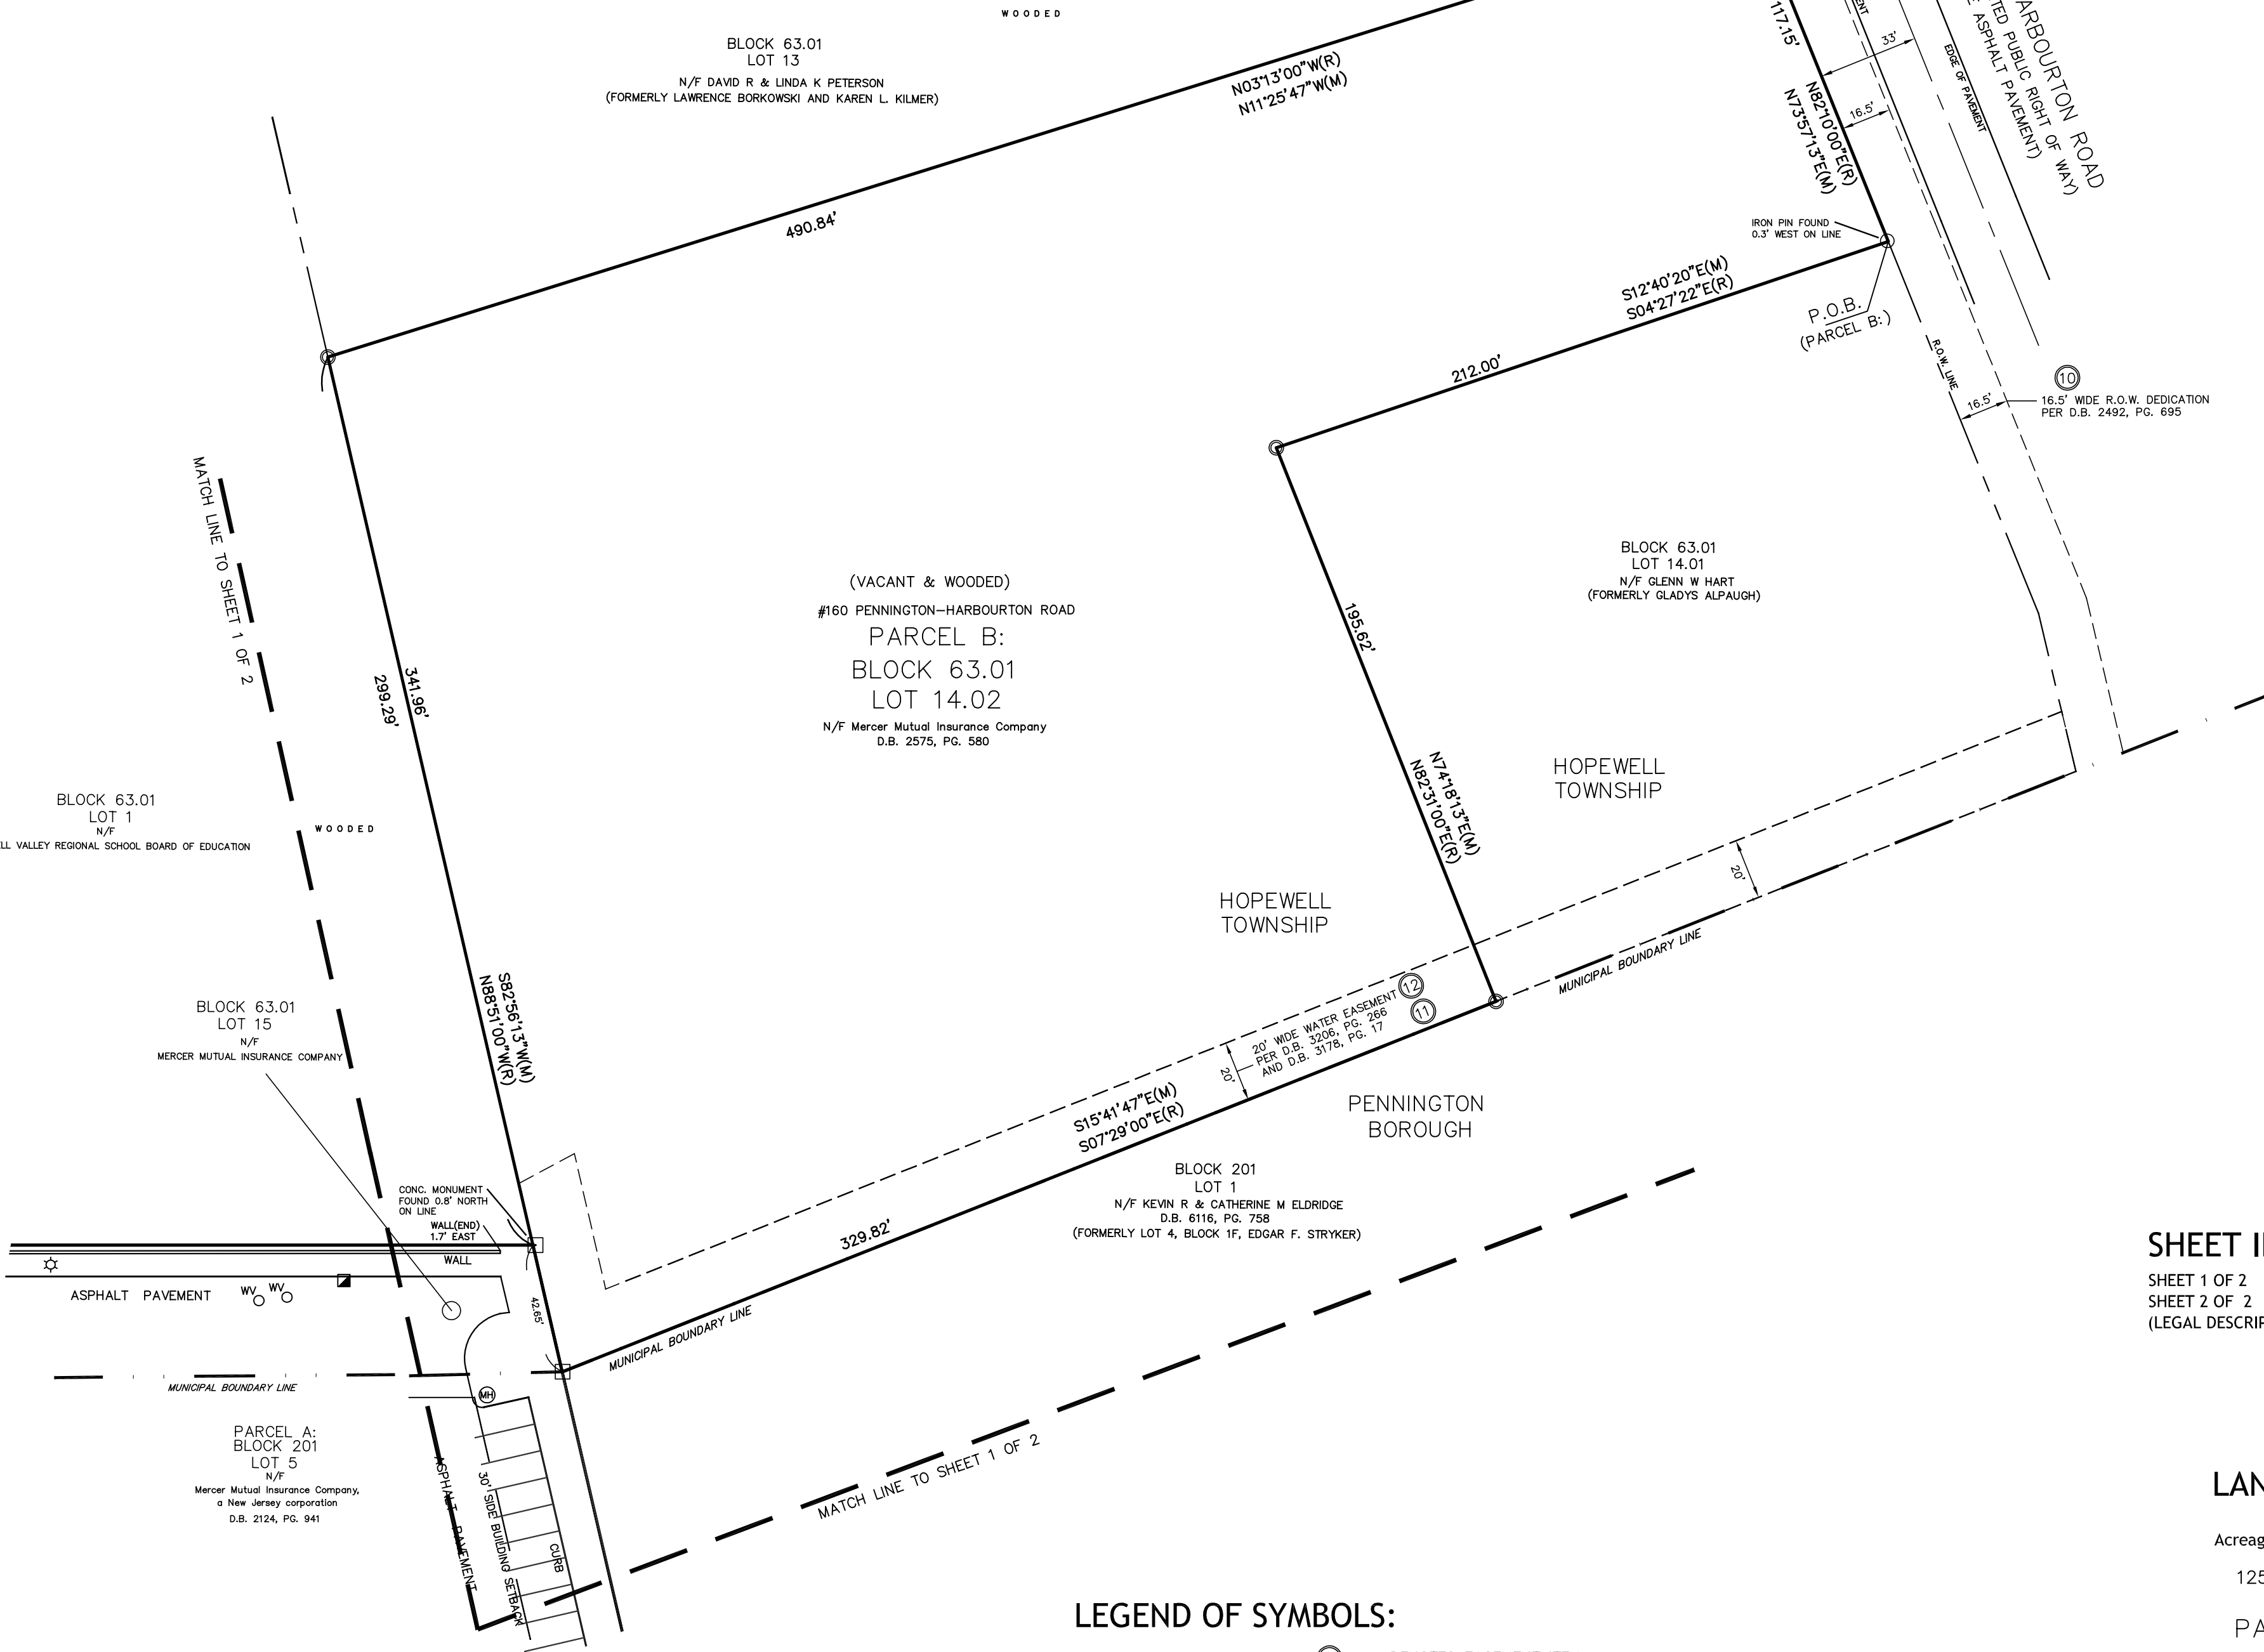 WOODED
BLOCK 63.01
LOT 13
N/F DAVID R & LINDA K PETERSON
(FORMERLY LAWRENCE BORKOWSKI AND KAREN L. KILMER)
N03°13'00"W(R)
N11°25'47"W(M)
490.84'
117.15'
N82°10'00"E(R)
N73°57'13"E(M)
33'
16.5'
EDGE OF PAVEMENT
ARBOURTON ROAD
TED PUBLIC RIGHT OF WAY)
ASPHALT PAVEMENT)
IRON PIN FOUND
0.3' WEST ON LINE
S12°40'20"E(M)
S04°27'22"E(R)
212.00'
P.O.B.
(PARCEL B:)
R.O.W. LINE
16.5'
10
16.5' WIDE R.O.W. DEDICATION
PER D.B. 2492, PG. 695
MATCH LINE TO SHEET 1 OF 2
299.29'
341.96'
(VACANT & WOODED)
#160 PENNINGTON-HARBOURTON ROAD
PARCEL B:
BLOCK 63.01
LOT 14.02
N/F Mercer Mutual Insurance Company
D.B. 2575, PG. 580
195.62'
BLOCK 63.01
LOT 14.01
N/F GLENN W HART
(FORMERLY GLADYS ALPAUGH)
N74°18'13"E(M)
N82°31'00"E(R)
HOPEWELL
TOWNSHIP
HOPEWELL
TOWNSHIP
20'
MUNICIPAL BOUNDARY LINE
BLOCK 63.01
LOT 1
N/F
LL VALLEY REGIONAL SCHOOL BOARD OF EDUCATION
WOODED
BLOCK 63.01
LOT 15
N/F
MERCER MUTUAL INSURANCE COMPANY
S82°56'13"W(M)
N88°51'00"W(R)
20' WIDE WATER EASEMENT
PER D.B. 3206, PG. 266
AND D.B. 3178, PG. 17
12
11
20'
S15°41'47"E(M)
S07°29'00"E(R)
329.82'
PENNINGTON
BOROUGH
BLOCK 201
LOT 1
N/F KEVIN R & CATHERINE M ELDRIDGE
D.B. 6116, PG. 758
(FORMERLY LOT 4, BLOCK 1F, EDGAR F. STRYKER)
CONC. MONUMENT
FOUND 0.8' NORTH
ON LINE
WALL(END)
1.7' EAST
WALL
ASPHALT PAVEMENT
WV
WV
42.65'
MUNICIPAL BOUNDARY LINE
MUNICIPAL BOUNDARY LINE
MH
PARCEL A:
BLOCK 201
LOT 5
N/F
Mercer Mutual Insurance Company,
a New Jersey corporation
D.B. 2124, PG. 941
ASPHALT PAVEMENT
30' SIDE BUILDING SETBACK
CURB
MATCH LINE TO SHEET 1 OF 2
SHEET I
SHEET 1 OF 2
SHEET 2 OF 2
(LEGAL DESCRIP
LAN
Acreag
125
PA
LEGEND OF SYMBOLS: